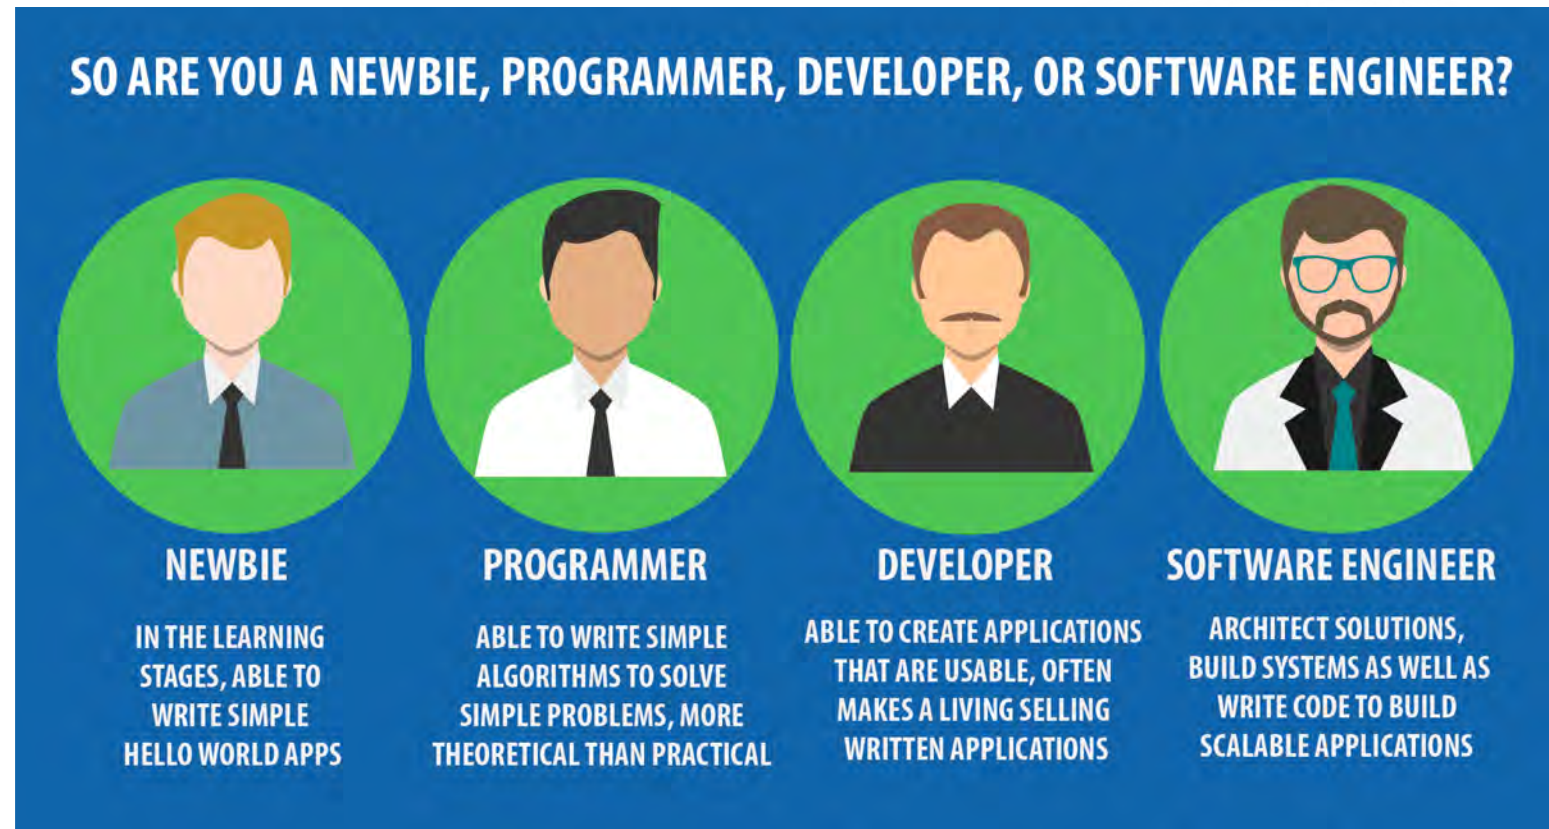 SO ARE YOU A NEWBIE, PROGRAMMER, DEVELOPER, OR SOFTWARE ENGINEER?
NEWBIE
IN THE LEARNING
STAGES, ABLE TO
WRITE SIMPLE
HELLO WORLD APPS
PROGRAMMER
ABLE TO WRITE SIMPLE
ALGORITHMS TO SOLVE
SIMPLE PROBLEMS, MORE
THEORETICAL THAN PRACTICAL
DEVELOPER
ABLE TO CREATE APPLICATIONS
THAT ARE USABLE, OFTEN
MAKES A LIVING SELLING
WRITTEN APPLICATIONS
SOFTWARE ENGINEER
ARCHITECT SOLUTIONS,
BUILD SYSTEMS AS WELL AS
WRITE CODE TO BUILD
SCALABLE APPLICATIONS